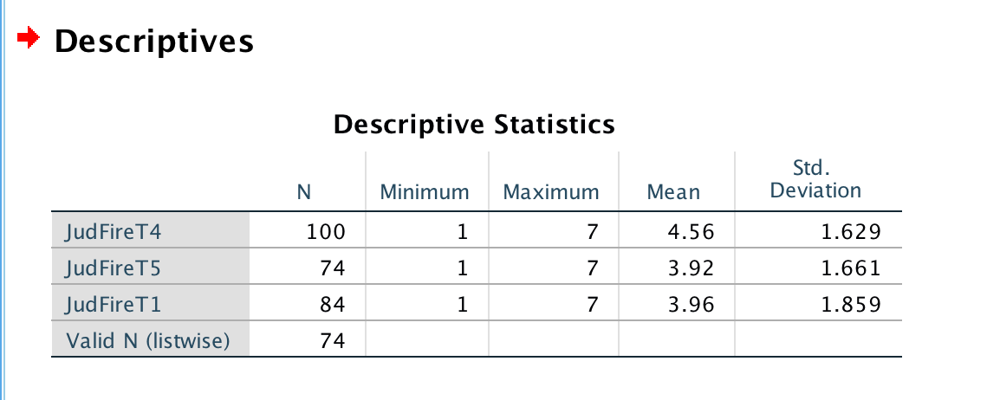 Descriptives
Descriptive Statistics
N Minimum Maximum Mean Std. Deviation
JudFireT4 100 1 7 4.56 1.629
JudFireT5 74 1 7 3.92 1.661
JudFireT1 84 1 7 3.96 1.859
Valid N (listwise) 74